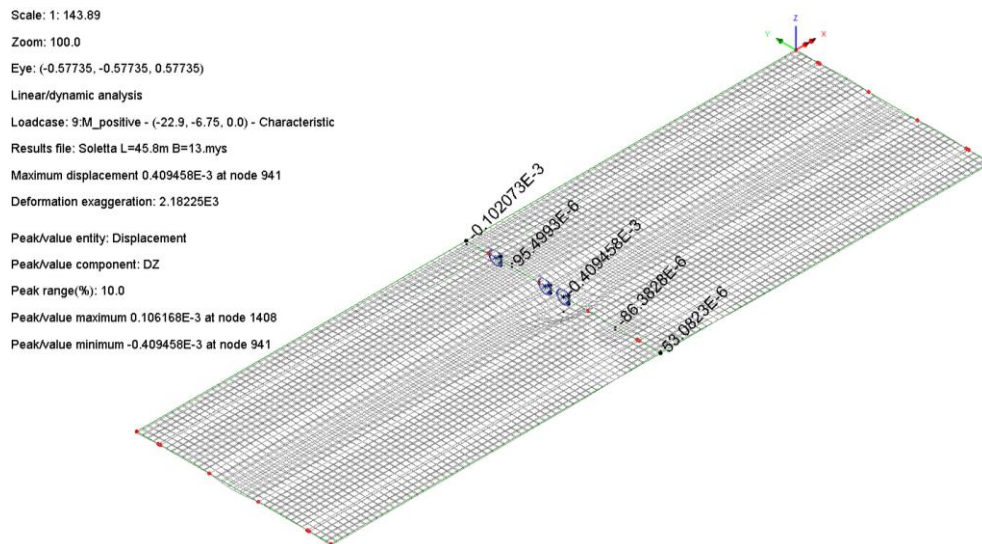 Scale: 1: 143.89
Zoom: 100.0
Eye: (-0.57735, -0.57735, 0.57735)
Linear/dynamic analysis
Loadcase: 9:M_positive - (-22.9, -6.75, 0.0) - Characteristic
Results file: Soletta L=45.8m B=13.mys
Maximum displacement 0.409458E-3 at node 941
Deformation exaggeration: 2.18225E3
Peak/value entity: Displacement
Peak/value component: DZ
Peak range(%): 10.0
Peak/value maximum 0.106168E-3 at node 1408
Peak/value minimum -0.409458E-3 at node 941
Z
Y
X
-0.102073E-3
95.4993E-6
-0.409458E-3
-86.3828E-6
53.0823E-6